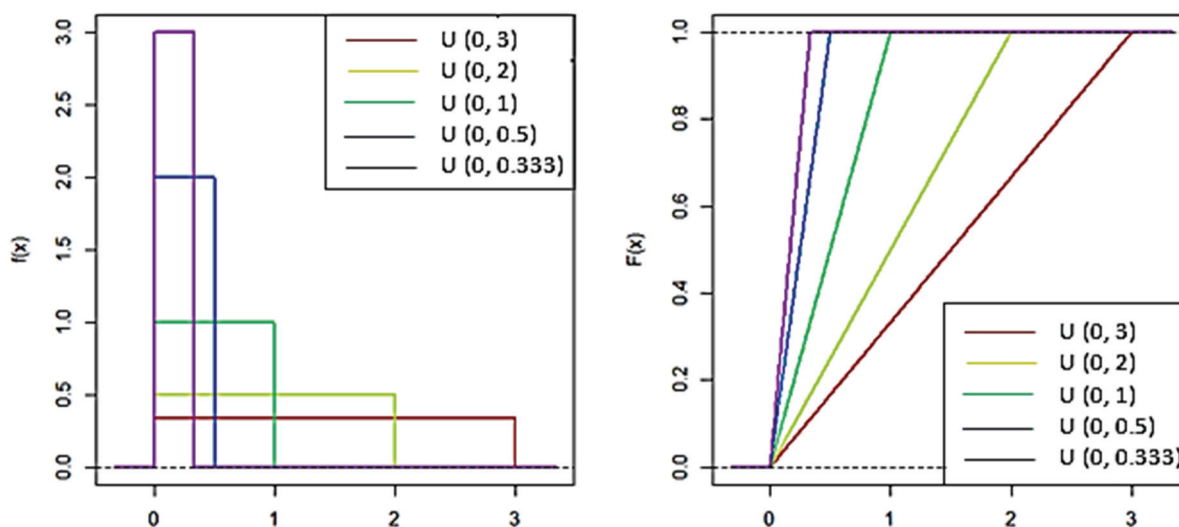 f(x)
3.0
2.5
2.0
1.5
1.0
0.5
0.0
0 1 2 3
U (0, 3)
U (0, 2)
U (0, 1)
U (0, 0.5)
U (0, 0.333)
F(x)
1.0
0.8
0.6
0.4
0.2
0.0
0 1 2 3
U (0, 3)
U (0, 2)
U (0, 1)
U (0, 0.5)
U (0, 0.333)